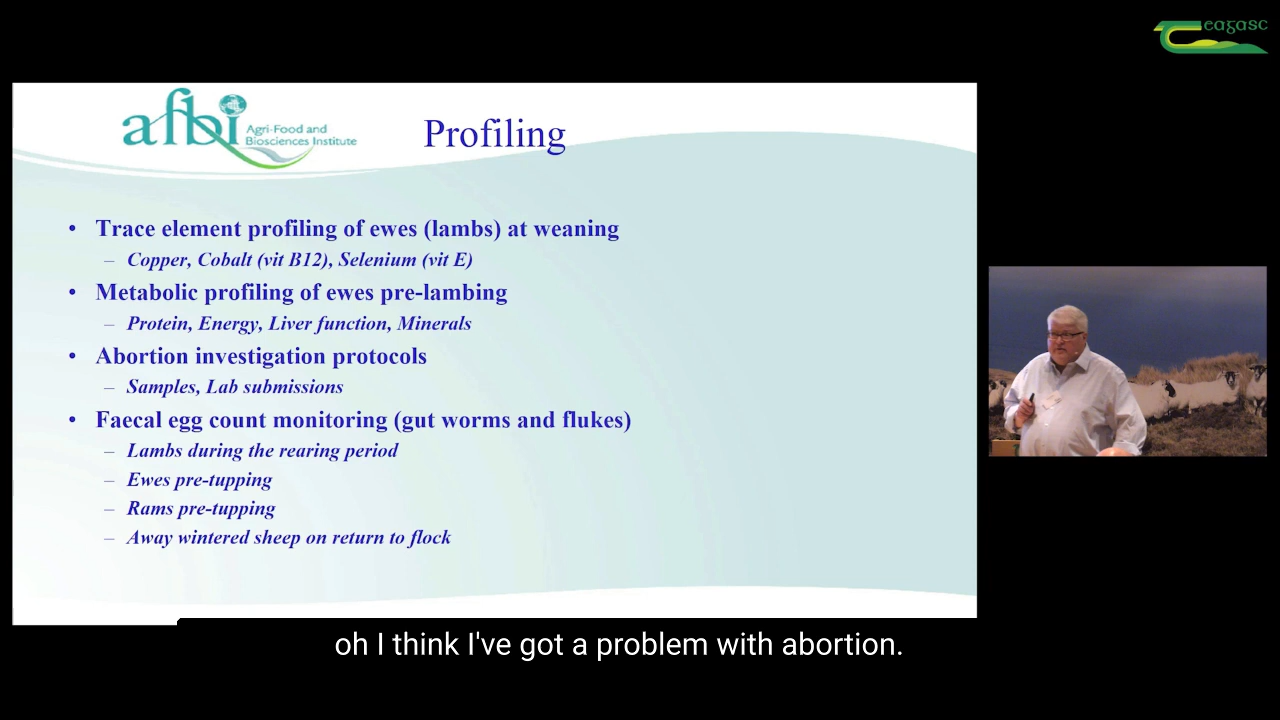 eagasc
afbi
Agri-Food and
Biosciences Institute
Profiling
• Trace element profiling of ewes (lambs) at weaning
– Copper, Cobalt (vit B12), Selenium (vit E)
• Metabolic profiling of ewes pre-lambing
– Protein, Energy, Liver function, Minerals
• Abortion investigation protocols
– Samples, Lab submissions
• Faecal egg count monitoring (gut worms and flukes)
– Lambs during the rearing period
– Ewes pre-tupping
– Rams pre-tupping
– Away wintered sheep on return to flock
oh I think I've got a problem with abortion.